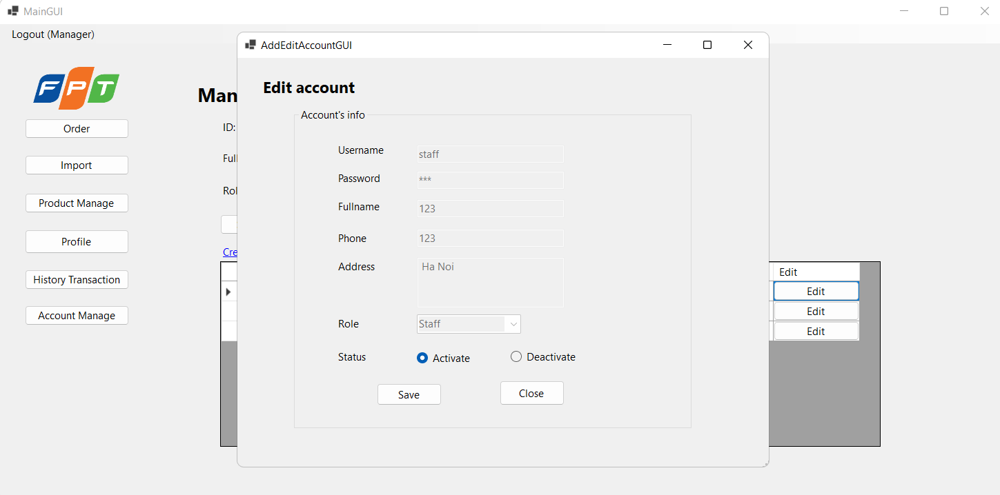 MainGUI
Logout (Manager)
FPT
Order
Import
Product Manage
Profile
History Transaction
Account Manage
Man
ID:
Full
Rol
Cre
Edit
Edit
Edit
Edit
AddEditAccountGUI
Edit account
Account's info
Username staff
Password ***
Fullname 123
Phone 123
Address Ha Noi
Role Staff
Status Activate Deactivate
Save Close